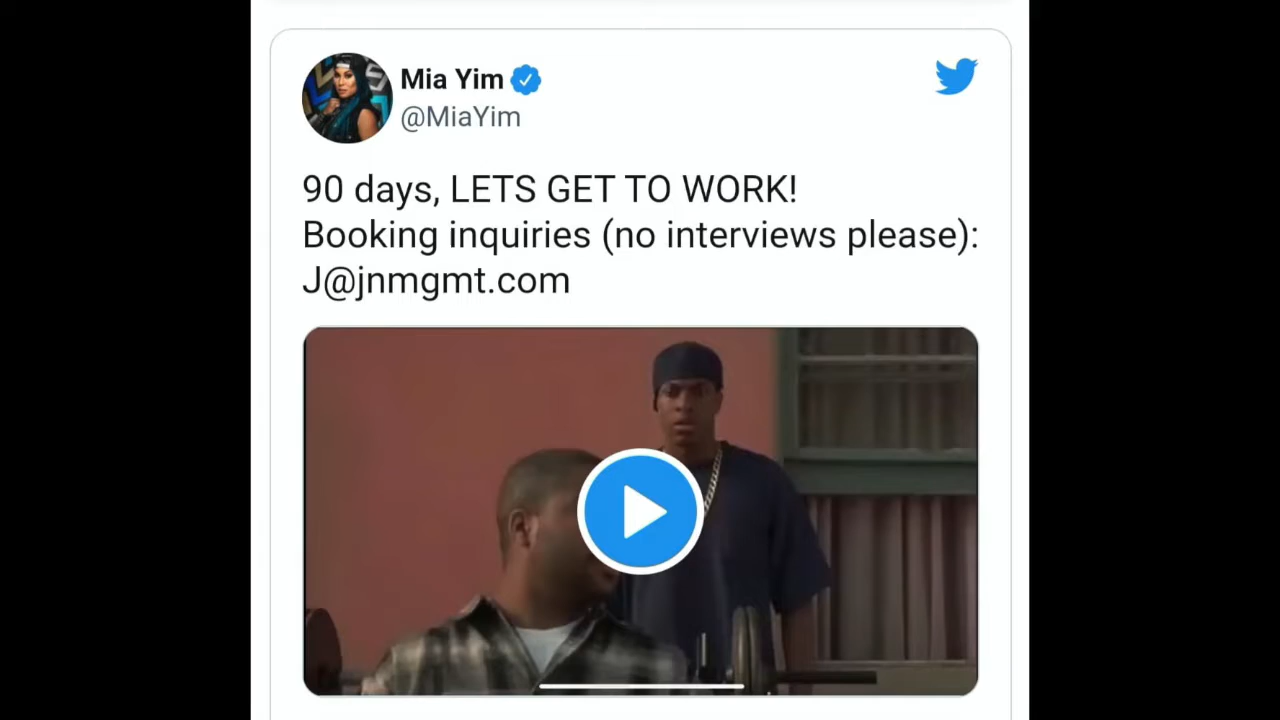 Mia Yim
@MiaYim
90 days, LETS GET TO WORK!
Booking inquiries (no interviews please):
J@jnmgmt.com